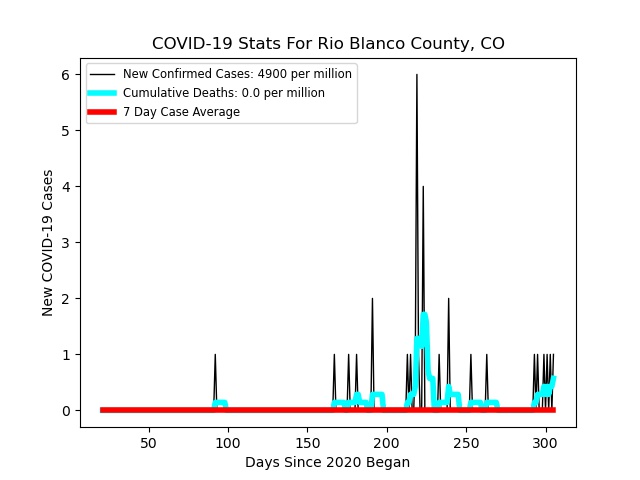 COVID-19 Stats For Rio Blanco County, CO
New Confirmed Cases: 4900 per million
Cumulative Deaths: 0.0 per million
7 Day Case Average
New COVID-19 Cases
6
5
4
3
2
1
0
50 100 150 200 250 300
Days Since 2020 Began